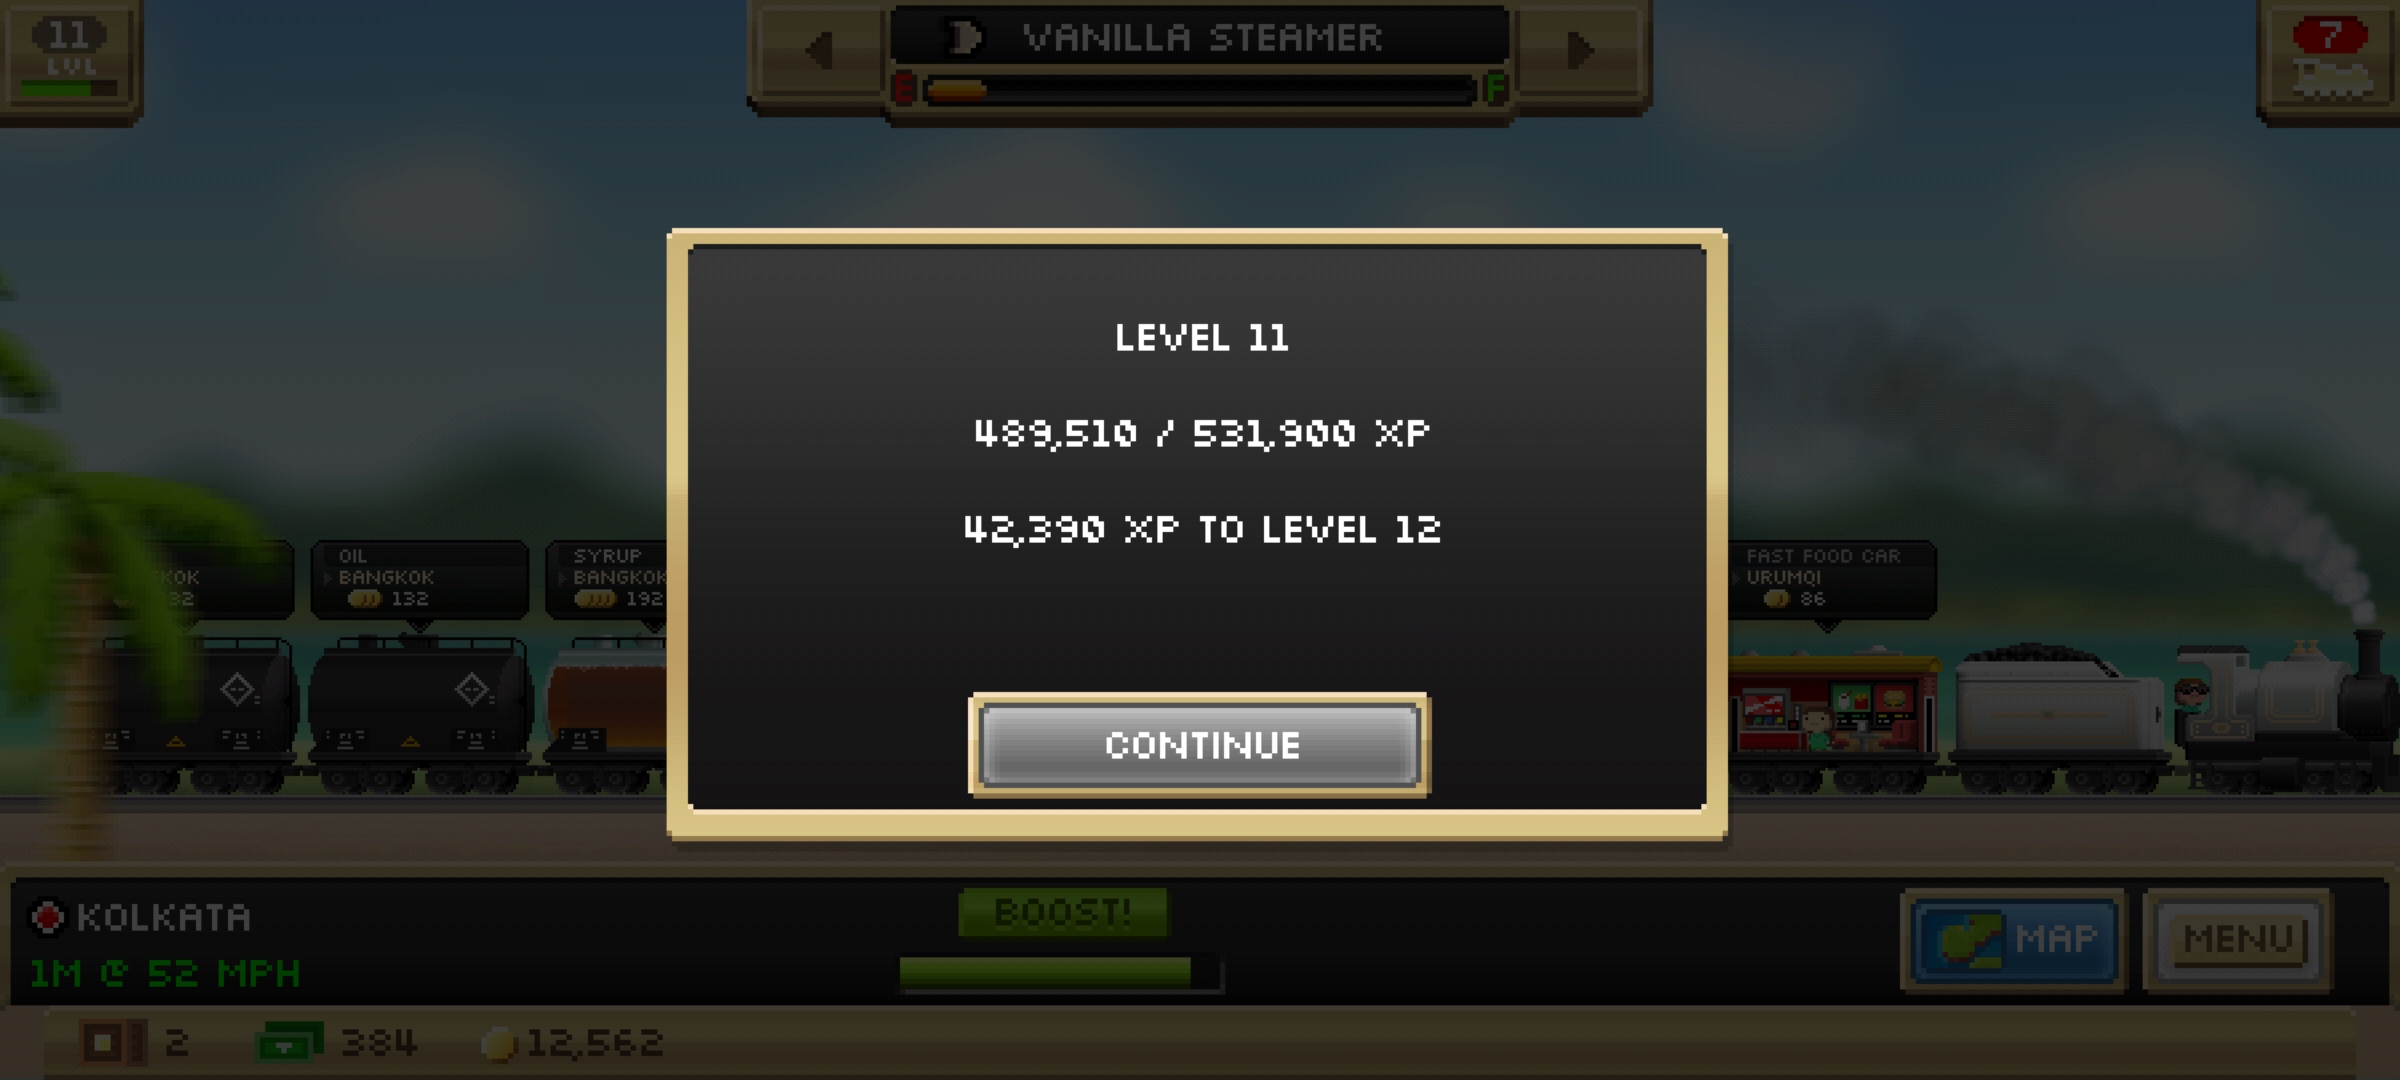 11
LVL
VANILLA STEAMER
E
F
7
LEVEL 11
489,510 / 531,900 XP
42,390 XP TO LEVEL 12
CONTINUE
OIL
BANGKOK
132
SYRUP
BANGKOK
192
FAST FOOD CAR
URUMQI
86
KOLKATA
1M @ 52 MPH
BOOST!
MAP
MENU
2
384
12,562